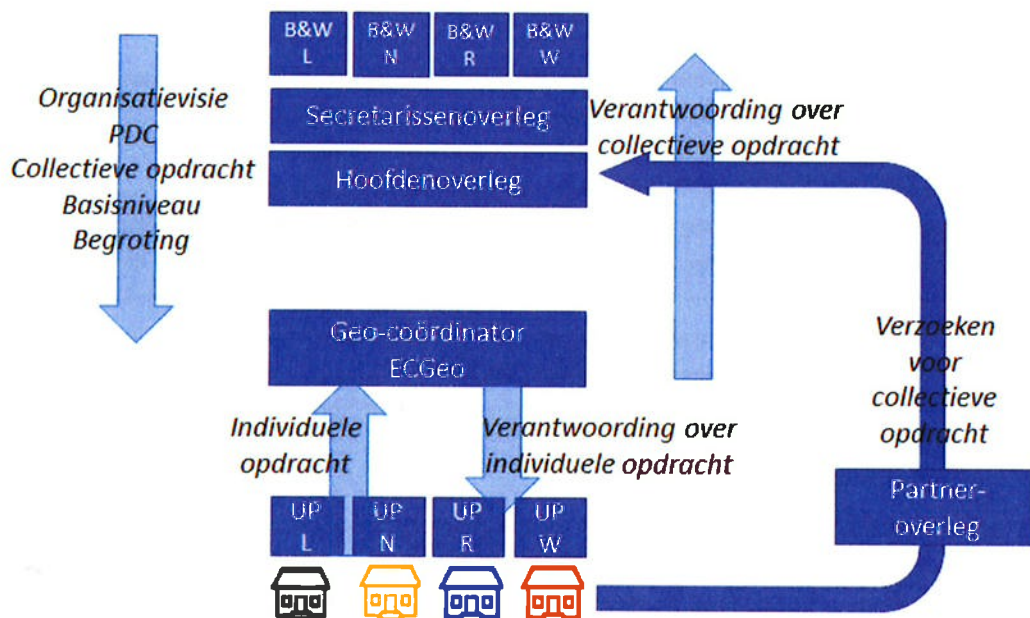 B&W
L
B&W
N
B&W
R
B&W
W
Organisatievisie
PDC
Collectieve opdracht
Basisniveau
Begroting
Secretarissenoverleg
Hoofdenoverleg
Verantwoording over
collectieve opdracht
Geo-coördinator
ECGeo
Verzoeken
voor
collectieve
opdracht
Individuele
opdracht
Verantwoording over
individuele opdracht
UP
L
UP
N
UP
R
UP
W
Partner-
overleg